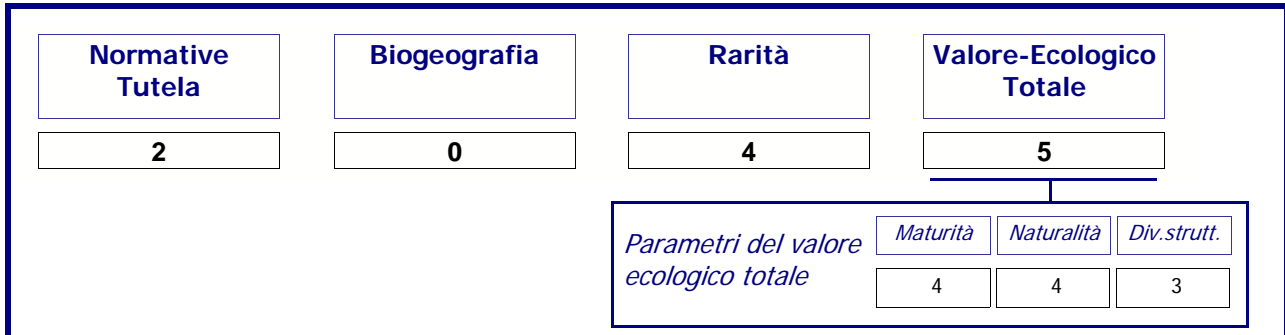 Normative
Tutela
Biogeografia
Rarità
Valore-Ecologico
Totale
2
0
4
5
Parametri del valore
ecologico totale
Maturità
Naturalità
Div.strutt.
4
4
3